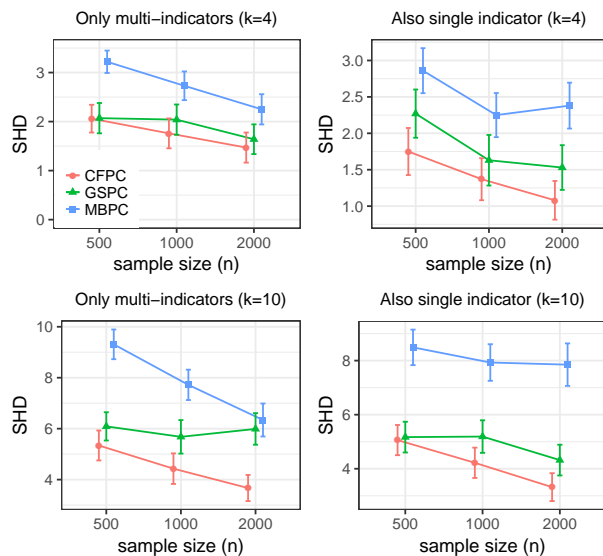 Only multi-indicators (k=4)
SHD
3
2
1
0
CFPC
GSPC
MBPC
500 1000 2000
sample size (n)
Also single indicator (k=4)
SHD
3.0
2.5
2.0
1.5
1.0
500 1000 2000
sample size (n)
Only multi-indicators (k=10)
SHD
10
8
6
4
500 1000 2000
sample size (n)
Also single indicator (k=10)
SHD
8
6
4
500 1000 2000
sample size (n)